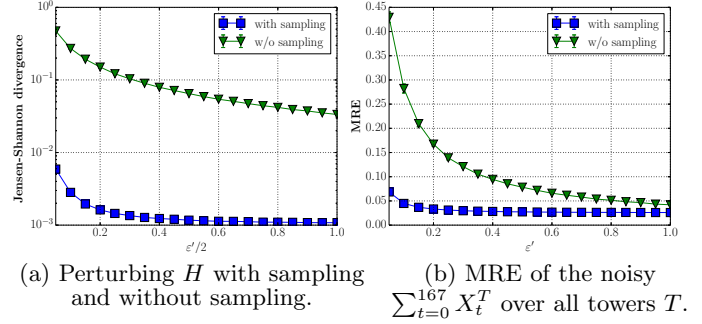 10⁰
10⁻¹
10⁻²
10⁻³
Jensen-Shannon divergence
with sampling
w/o sampling
0.2 0.4 0.6 0.8 1.0
ε′/2
(a) Perturbing H with sampling
and without sampling.
0.45
0.40
0.35
0.30
0.25
0.20
0.15
0.10
0.05
0.00
MRE
with sampling
w/o sampling
0.2 0.4 0.6 0.8 1.0
ε′
(b) MRE of the noisy
∑_{t=0}^{167} X_t^T over all towers T.